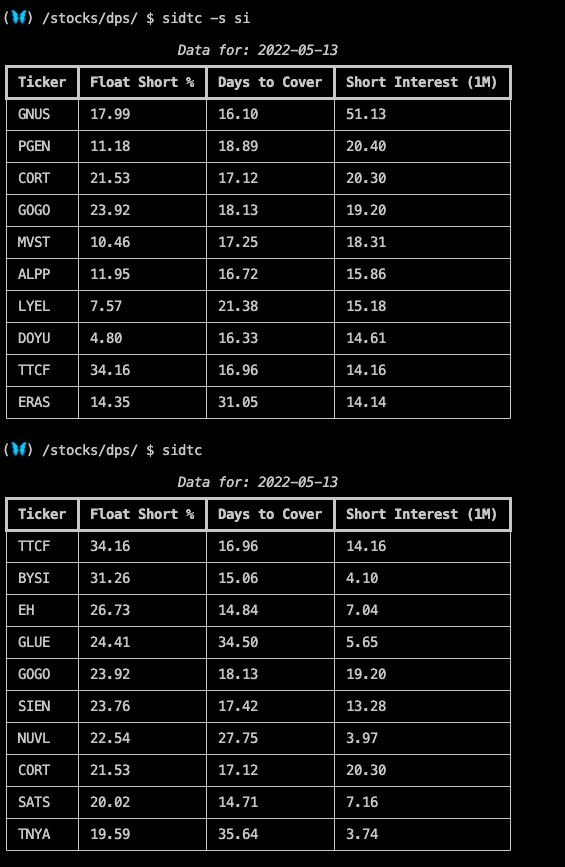 (🦋) /stocks/dps/ $ sidtc -s si
Data for: 2022-05-13
Ticker Float Short % Days to Cover Short Interest (1M)
GNUS 17.99 16.10 51.13
PGEN 11.18 18.89 20.40
CORT 21.53 17.12 20.30
GOGO 23.92 18.13 19.20
MVST 10.46 17.25 18.31
ALPP 11.95 16.72 15.86
LYEL 7.57 21.38 15.18
DOYU 4.80 16.33 14.61
TTCF 34.16 16.96 14.16
ERAS 14.35 31.05 14.14
(🦋) /stocks/dps/ $ sidtc
Data for: 2022-05-13
Ticker Float Short % Days to Cover Short Interest (1M)
TTCF 34.16 16.96 14.16
BYSI 31.26 15.06 4.10
EH 26.73 14.84 7.04
GLUE 24.41 34.50 5.65
GOGO 23.92 18.13 19.20
SIEN 23.76 17.42 13.28
NUVL 22.54 27.75 3.97
CORT 21.53 17.12 20.30
SATS 20.02 14.71 7.16
TNYA 19.59 35.64 3.74